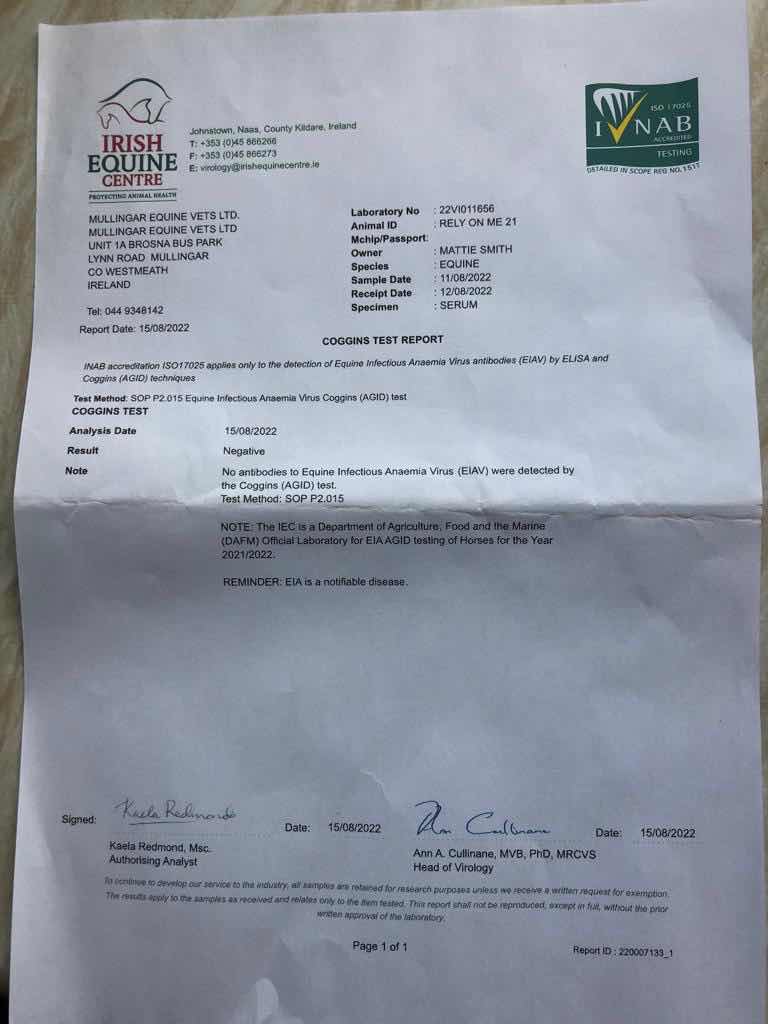 IRISH
EQUINE
CENTRE
PROTECTING ANIMAL HEALTH
Johnstown, Naas, County Kildare, Ireland
T: +353 (0)45 866266
F: +353 (0)45 866273
E: virology@irishequinecentre.ie
ISO 17025
INAB
ACCREDITED
TESTING
DETAILED IN SCOPE REG NO.151T
MULLINGAR EQUINE VETS LTD.
MULLINGAR EQUINE VETS LTD
UNIT 1A BROSNA BUS PARK
LYNN ROAD MULLINGAR
CO WESTMEATH
IRELAND
Tel: 044 9348142
Report Date: 15/08/2022
Laboratory No : 22VI011656
Animal ID : RELY ON ME 21
Mchip/Passport:
Owner : MATTIE SMITH
Species : EQUINE
Sample Date : 11/08/2022
Receipt Date : 12/08/2022
Specimen : SERUM
COGGINS TEST REPORT
INAB accreditation ISO17025 applies only to the detection of Equine Infectious Anaemia Virus antibodies (EIAV) by ELISA and
Coggins (AGID) techniques
Test Method: SOP P2.015 Equine Infectious Anaemia Virus Coggins (AGID) test
COGGINS TEST
Analysis Date 15/08/2022
Result Negative
Note No antibodies to Equine Infectious Anaemia Virus (EIAV) were detected by
the Coggins (AGID) test.
Test Method: SOP P2.015
NOTE: The IEC is a Department of Agriculture, Food and the Marine
(DAFM) Official Laboratory for EIA AGID testing of Horses for the Year
2021/2022.
REMINDER: EIA is a notifiable disease.
Signed: Kaela Redmond Date: 15/08/2022 Ann Cullinane Date: 15/08/2022
Kaela Redmond, Msc.
Authorising Analyst
Ann A. Cullinane, MVB, PhD, MRCVS
Head of Virology
To continue to develop our service to the industry, all samples are retained for research purposes unless we receive a written request for exemption.
The results apply to the samples as received and relates only to the item tested. This report shall not be reproduced, except in full, without the prior
written approval of the laboratory.
Page 1 of 1
Report ID : 220007133_1